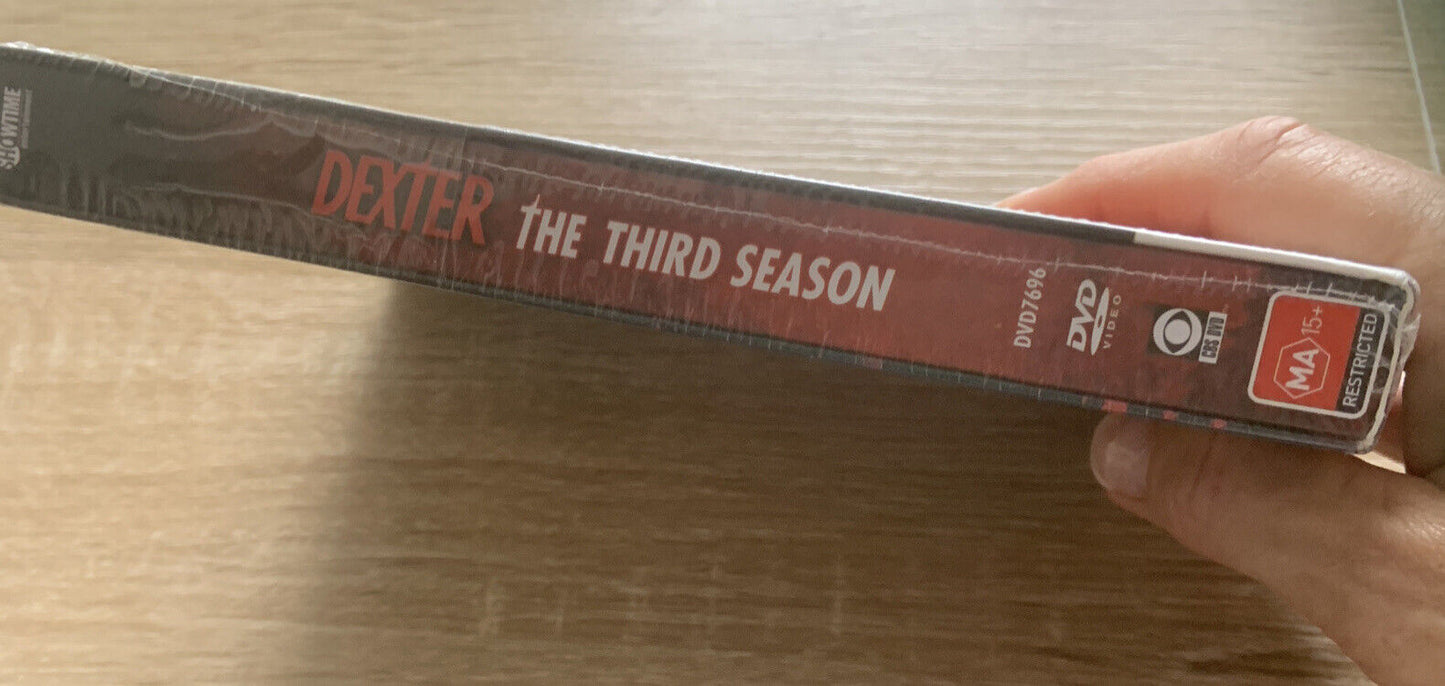 SHOWTIME
DEXTER THE THIRD SEASON
DVD7696
DVD
VIDEO
CBS DVD
MA 15+
RESTRICTED